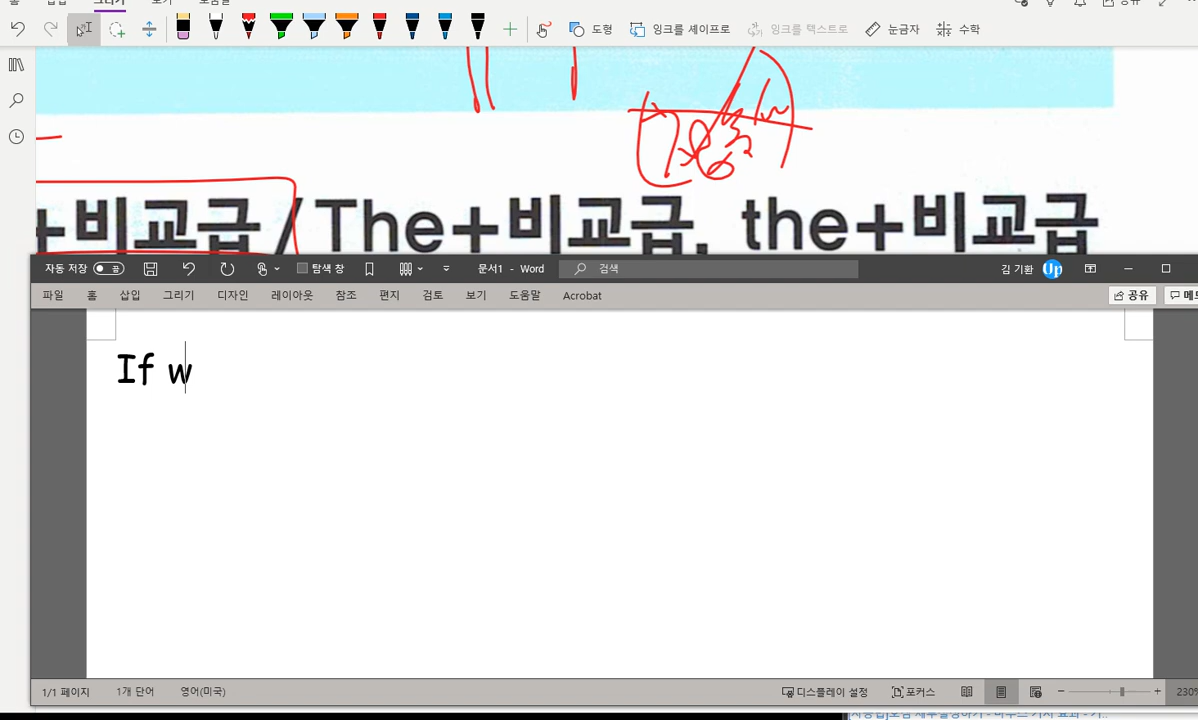 도형
잉크를 셰이프로
잉크를 텍스트로
눈금자
수학
+비교급/The+비교급, the+비교급
자동 저장
끔
탐색 창
문서1 - Word
검색
김 기환
Up
파일
홈
삽입
그리기
디자인
레이아웃
참조
편지
검토
보기
도움말
Acrobat
공유
If w
1/1 페이지
1개 단어
영어(미국)
디스플레이 설정
포커스
230%